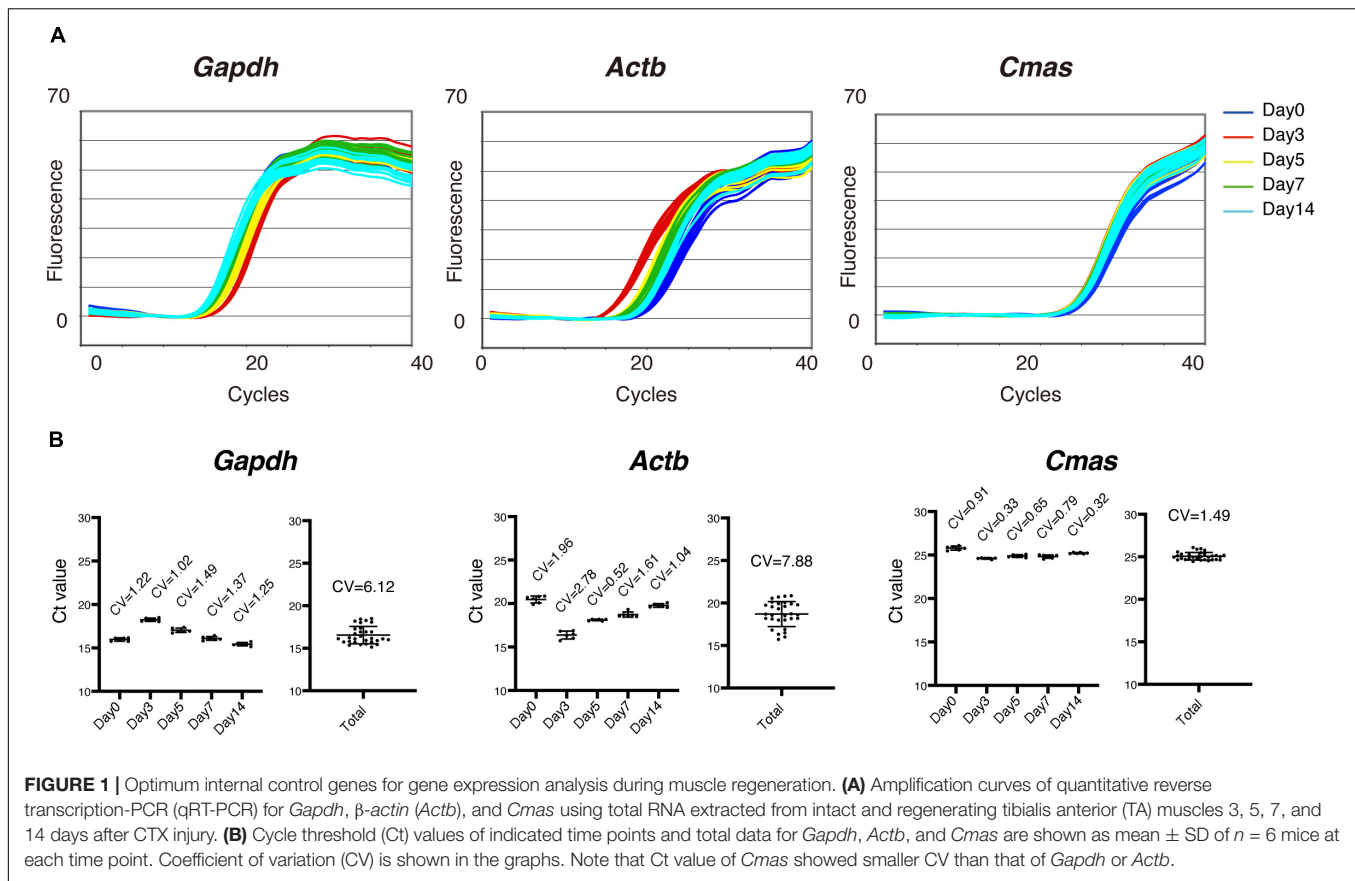 A
Gapdh
Actb
Cmas
70
Fluorescence
0
0
20
40
Cycles
70
Fluorescence
0
0
20
40
Cycles
70
Fluorescence
0
0
20
40
Cycles
Day0
Day3
Day5
Day7
Day14
B
Gapdh
Actb
Cmas
Ct value
30
25
20
15
10
CV=1.22
CV=1.02
CV=1.49
CV=1.37
CV=1.25
Day0
Day3
Day5
Day7
Day14
30
25
20
15
10
CV=6.12
Total
Ct value
30
25
20
15
10
CV=1.96
CV=2.78
CV=0.52
CV=1.61
CV=1.04
Day0
Day3
Day5
Day7
Day14
30
25
20
15
10
CV=7.88
Total
Ct value
30
25
20
15
10
CV=0.91
CV=0.33
CV=0.65
CV=0.79
CV=0.32
Day0
Day3
Day5
Day7
Day14
30
25
20
15
10
CV=1.49
Total
FIGURE 1 | Optimum internal control genes for gene expression analysis during muscle regeneration. (A) Amplification curves of quantitative reverse
transcription-PCR (qRT-PCR) for Gapdh, β-actin (Actb), and Cmas using total RNA extracted from intact and regenerating tibialis anterior (TA) muscles 3, 5, 7, and
14 days after CTX injury. (B) Cycle threshold (Ct) values of indicated time points and total data for Gapdh, Actb, and Cmas are shown as mean ± SD of n = 6 mice at
each time point. Coefficient of variation (CV) is shown in the graphs. Note that Ct value of Cmas showed smaller CV than that of Gapdh or Actb.